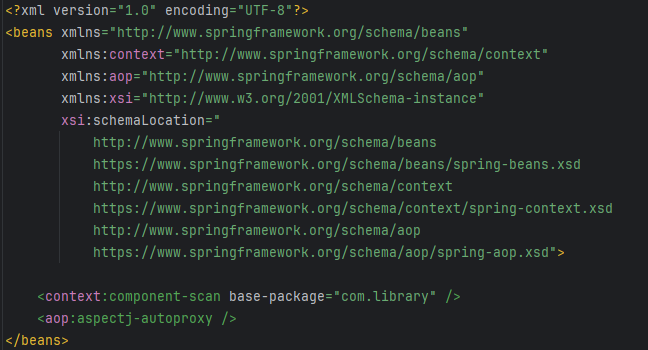 <?xml version="1.0" encoding="UTF-8"?>
<beans xmlns="http://www.springframework.org/schema/beans"
       xmlns:context="http://www.springframework.org/schema/context"
       xmlns:aop="http://www.springframework.org/schema/aop"
       xmlns:xsi="http://www.w3.org/2001/XMLSchema-instance"
       xsi:schemaLocation="
           http://www.springframework.org/schema/beans
           https://www.springframework.org/schema/beans/spring-beans.xsd
           http://www.springframework.org/schema/context
           https://www.springframework.org/schema/context/spring-context.xsd
           http://www.springframework.org/schema/aop
           https://www.springframework.org/schema/aop/spring-aop.xsd">

    <context:component-scan base-package="com.library" />
    <aop:aspectj-autoproxy />
</beans>